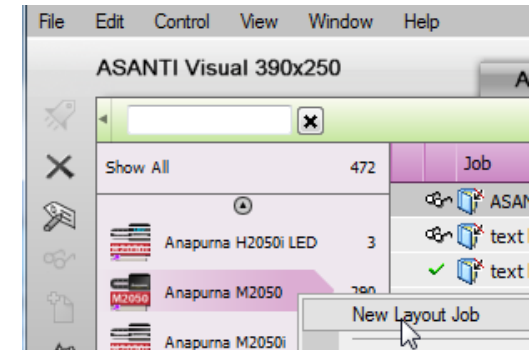 File Edit Control View Window Help
ASANTI Visual 390x250
A
Show All 472
Job
ASAN
Anapurna H2050i LED 3
text
M2050 Anapurna M2050 290
text
New Layout Job
Anapurna M2050i